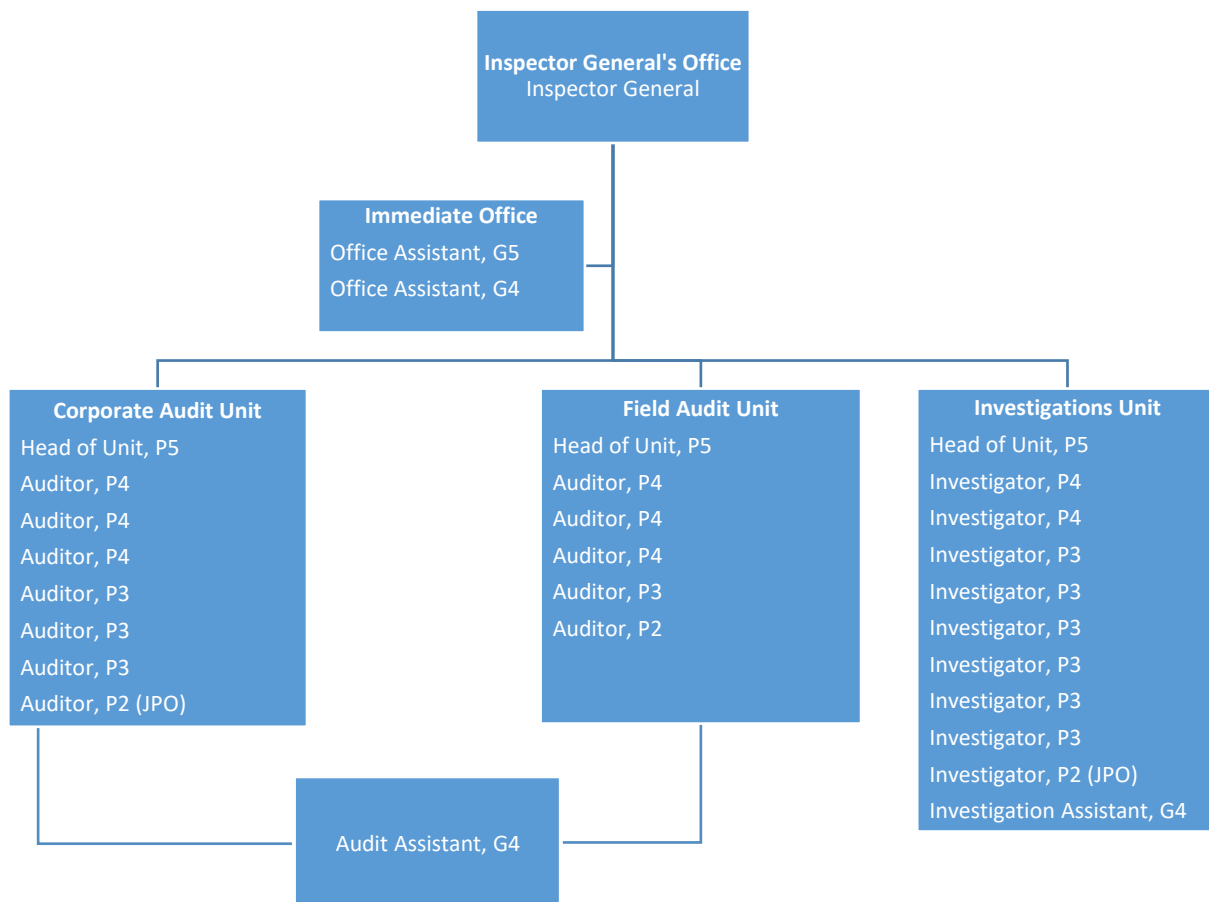 Inspector General's Office
Inspector General
Immediate Office
Office Assistant, G5
Office Assistant, G4
Corporate Audit Unit
Head of Unit, P5
Auditor, P4
Auditor, P4
Auditor, P4
Auditor, P3
Auditor, P3
Auditor, P3
Auditor, P2 (JPO)
Field Audit Unit
Head of Unit, P5
Auditor, P4
Auditor, P4
Auditor, P4
Auditor, P3
Auditor, P2
Investigations Unit
Head of Unit, P5
Investigator, P4
Investigator, P4
Investigator, P3
Investigator, P3
Investigator, P3
Investigator, P3
Investigator, P3
Investigator, P3
Investigator, P2 (JPO)
Investigation Assistant, G4
Audit Assistant, G4